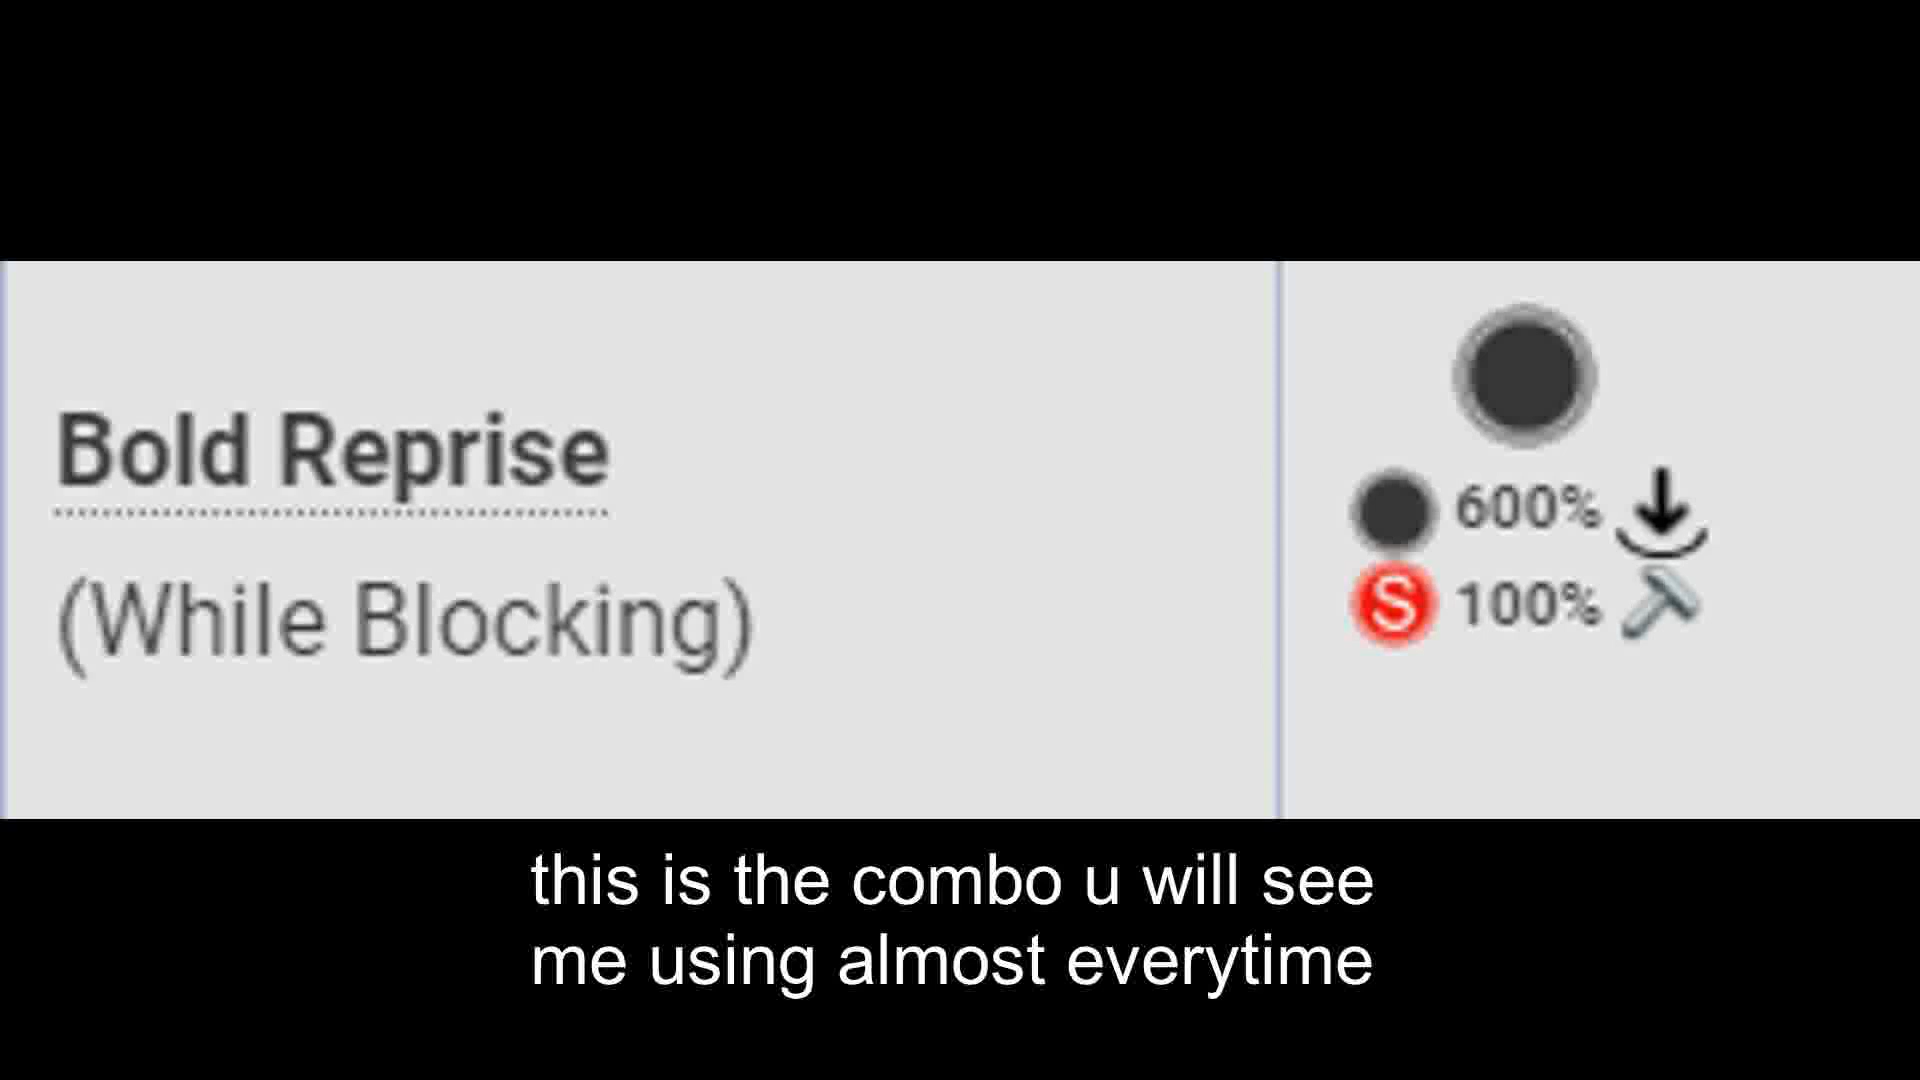 Bold Reprise
(While Blocking)
600%
S 100%
this is the combo u will see
me using almost everytime